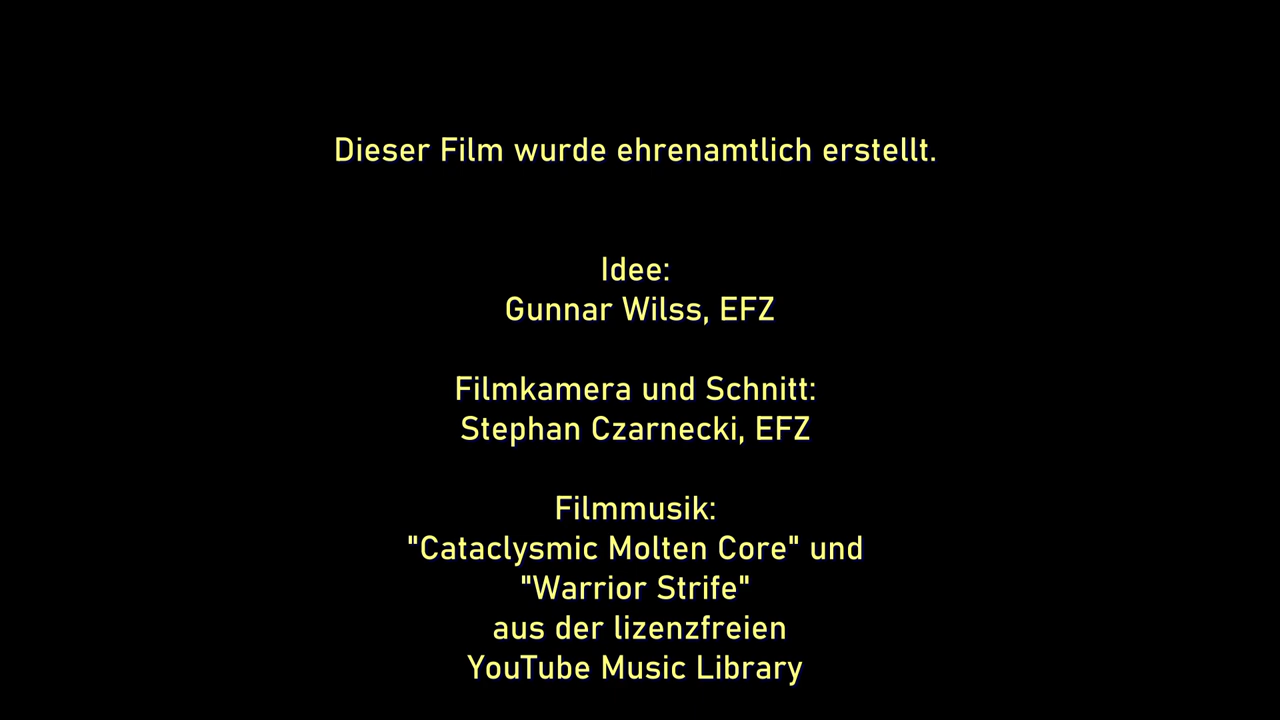 Dieser Film wurde ehrenamtlich erstellt.
Idee:
Gunnar Wilss, EFZ
Filmkamera und Schnitt:
Stephan Czarnecki, EFZ
Filmmusik:
"Cataclysmic Molten Core" und
"Warrior Strife"
aus der lizenzfreien
YouTube Music Library